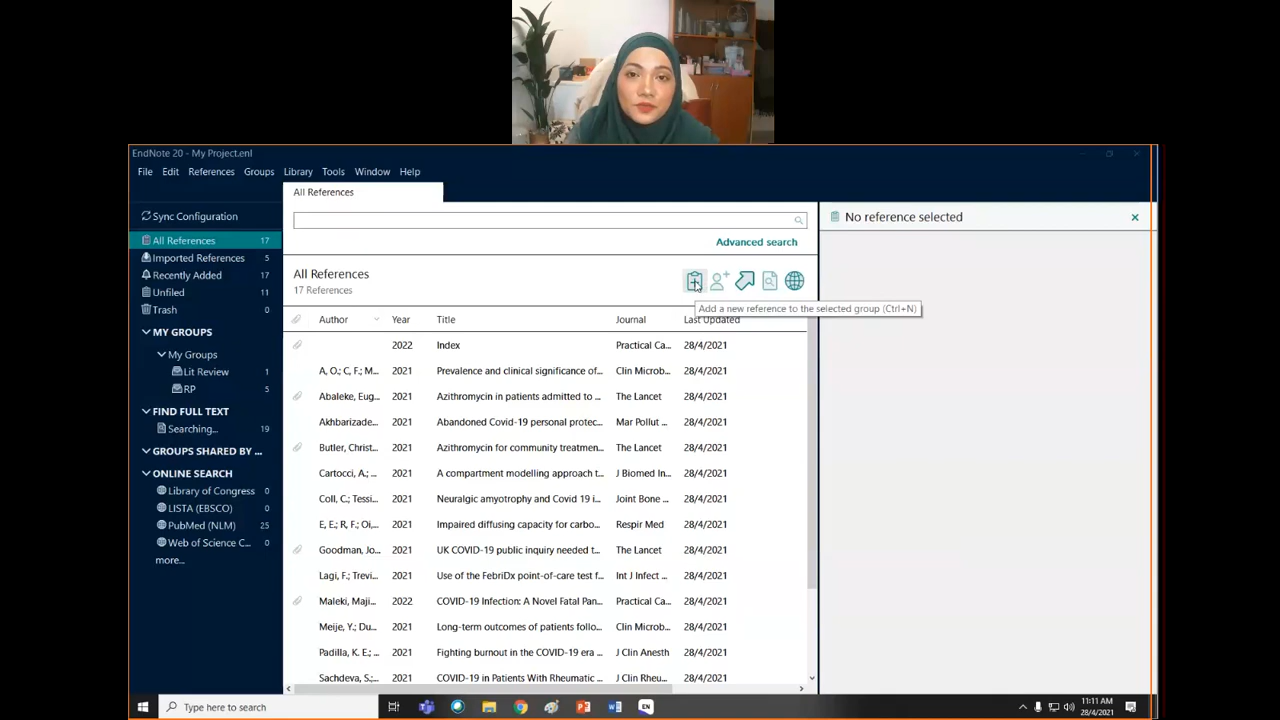 EndNote 20 - My Project.enl
File Edit References Groups Library Tools Window Help
All References
Sync Configuration
All References 17
Imported References 5
Recently Added 17
Unfiled 11
Trash 0
MY GROUPS
My Groups
Lit Review 1
RP 5
FIND FULL TEXT
Searching... 19
GROUPS SHARED BY ...
ONLINE SEARCH
Library of Congress 0
LISTA (EBSCO) 0
PubMed (NLM) 25
Web of Science C... 0
more...
Advanced search
All References
17 References
Add a new reference to the selected group (Ctrl+N)
Author Year Title Journal Last Updated
2022 Index Practical Ca... 28/4/2021
A, O.; C, F.; M... 2021 Prevalence and clinical significance of... Clin Microb... 28/4/2021
Abaleke, Eug... 2021 Azithromycin in patients admitted to ... The Lancet 28/4/2021
Akhbarizade... 2021 Abandoned Covid-19 personal protec... Mar Pollut ... 28/4/2021
Butler, Christ... 2021 Azithromycin for community treatmen... The Lancet 28/4/2021
Cartocci, A.; ... 2021 A compartment modelling approach t... J Biomed In... 28/4/2021
Coll, C.; Tessi... 2021 Neuralgic amyotrophy and Covid 19 i... Joint Bone ... 28/4/2021
E, E.; R, F.; Oi,... 2021 Impaired diffusing capacity for carbo... Respir Med 28/4/2021
Goodman, Jo... 2021 UK COVID-19 public inquiry needed t... The Lancet 28/4/2021
Lagi, F.; Trevi... 2021 Use of the FebriDx point-of-care test f... Int J Infect ... 28/4/2021
Maleki, Maji... 2022 COVID-19 Infection: A Novel Fatal Pan... Practical Ca... 28/4/2021
Meije, Y.; Du... 2021 Long-term outcomes of patients follo... Clin Microb... 28/4/2021
Padilla, K. E.; ... 2021 Fighting burnout in the COVID-19 era ... J Clin Anesth 28/4/2021
Sachdeva, S.;... 2021 COVID-19 in Patients With Rheumatic ... J Clin Rheu... 28/4/2021
No reference selected
Type here to search
EN
11:11 AM
28/4/2021